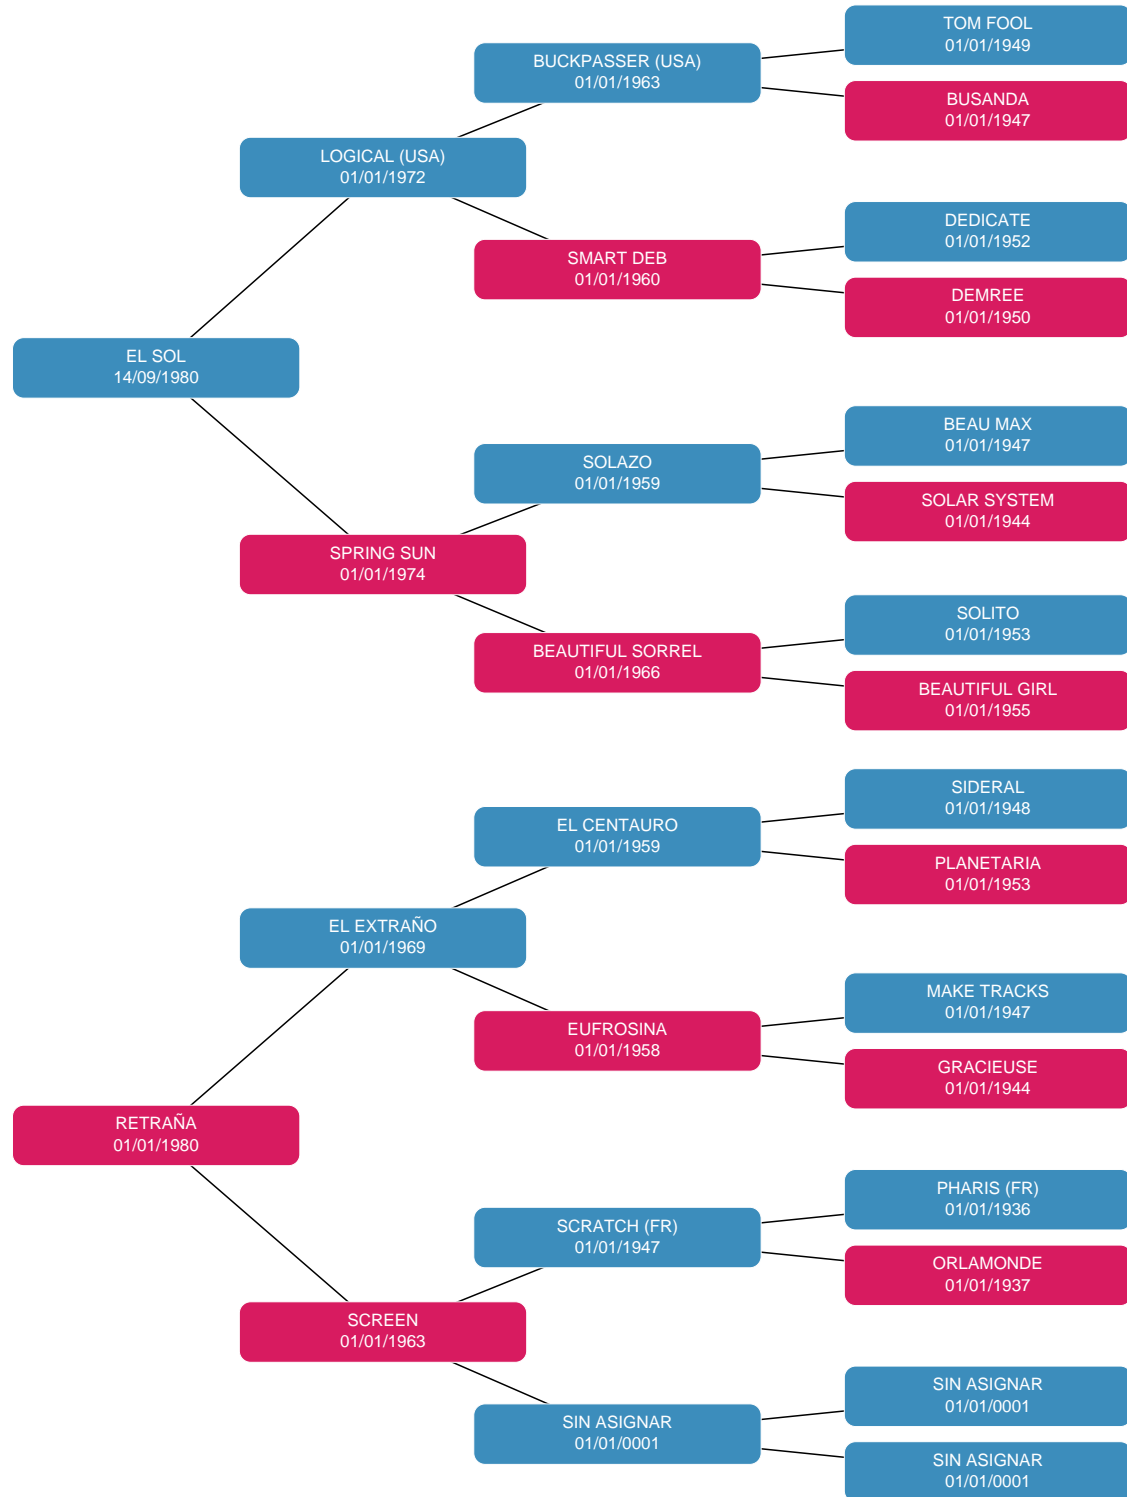 TOM FOOL
01/01/1949
BUCKPASSER (USA)
01/01/1963
BUSANDA
01/01/1947
LOGICAL (USA)
01/01/1972
DEDICATE
01/01/1952
SMART DEB
01/01/1960
DEMREE
01/01/1950
EL SOL
14/09/1980
BEAU MAX
01/01/1947
SOLAZO
01/01/1959
SOLAR SYSTEM
01/01/1944
SPRING SUN
01/01/1974
SOLITO
01/01/1953
BEAUTIFUL SORREL
01/01/1966
BEAUTIFUL GIRL
01/01/1955
SIDERAL
01/01/1948
EL CENTAURO
01/01/1959
PLANETARIA
01/01/1953
EL EXTRAÑO
01/01/1969
MAKE TRACKS
01/01/1947
EUFROSINA
01/01/1958
GRACIEUSE
01/01/1944
RETRAÑA
01/01/1980
PHARIS (FR)
01/01/1936
SCRATCH (FR)
01/01/1947
ORLAMONDE
01/01/1937
SCREEN
01/01/1963
SIN ASIGNAR
01/01/0001
SIN ASIGNAR
01/01/0001
SIN ASIGNAR
01/01/0001